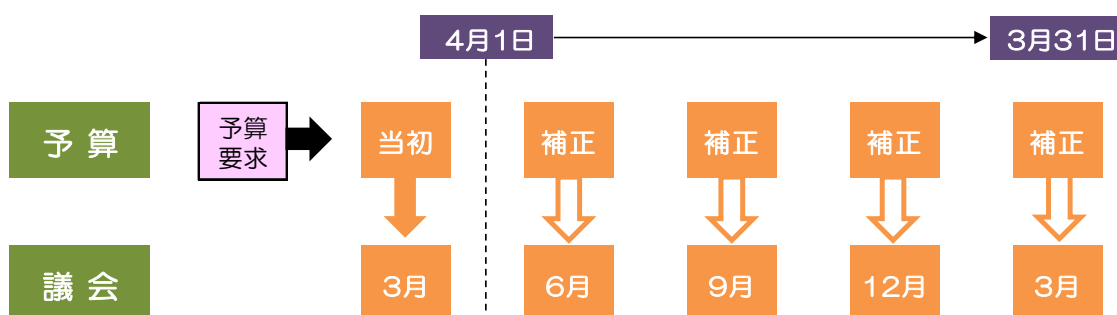 4月1日
3月31日
予算
予算
要求
当初
補正
補正
補正
補正
議会
3月
6月
9月
12月
3月